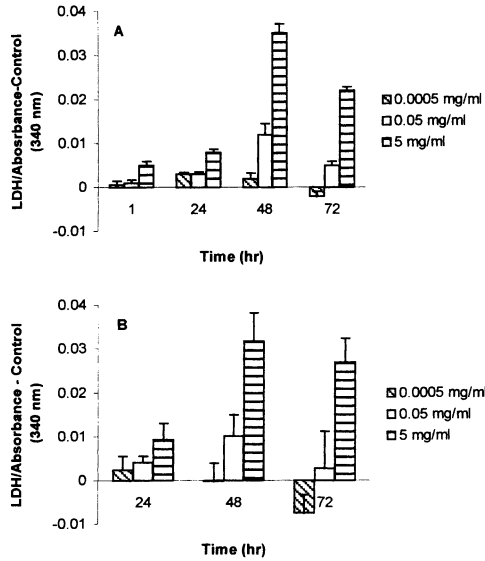 A
LDH/Abosrbance-Control
(340 nm)
0.04
0.03
0.02
0.01
0
-0.01
1
24
48
72
Time (hr)
0.0005 mg/ml
0.05 mg/ml
5 mg/ml
B
LDH/Absorbance - Control
(340 nm)
0.04
0.03
0.02
0.01
0
-0.01
24
48
72
Time (hr)
0.0005 mg/ml
0.05 mg/ml
5 mg/ml